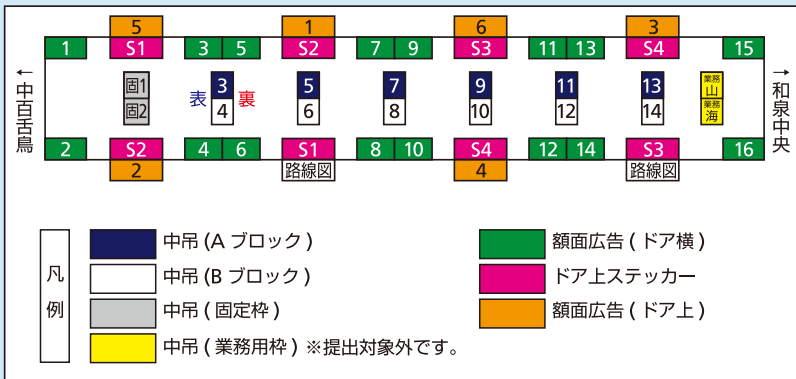 5 1 6 3
1 S1 3 5 S2 7 9 S3 11 13 S4 15
←中百舌鳥
固1 固2
表 3 4 裏
5 6
7 8
9 10
11 12
13 14
業務 山 業務 海
→和泉中央
2 S2 4 6 S1 8 10 S4 12 14 S3 16
2 路線図 4 路線図
凡例
中吊(Aブロック)
中吊(Bブロック)
中吊(固定枠)
中吊(業務用枠)※提出対象外です。
額面広告(ドア横)
ドア上ステッカー
額面広告(ドア上)